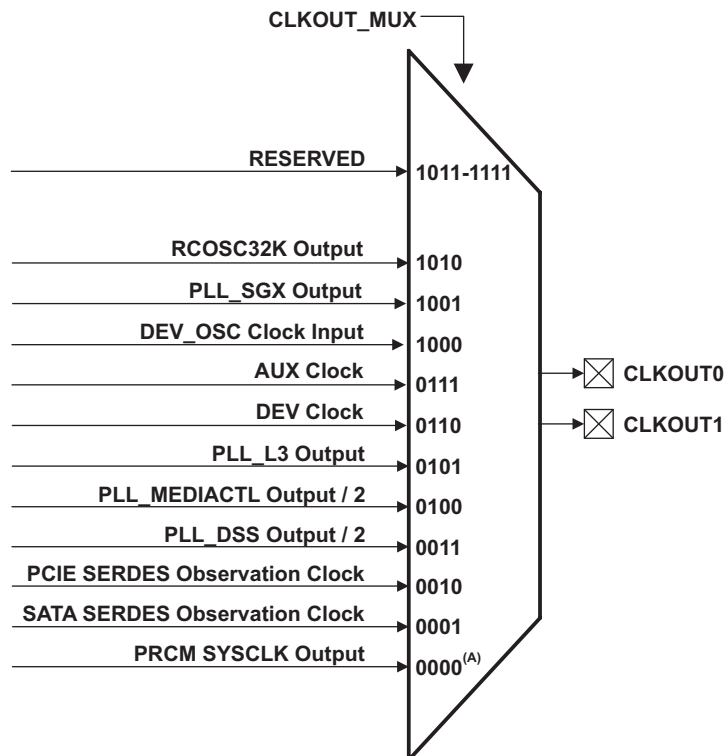 CLKOUT_MUX
RESERVED 1011-1111
RCOSC32K Output 1010
PLL_SGX Output 1001
DEV_OSC Clock Input 1000
AUX Clock 0111
DEV Clock 0110
PLL_L3 Output 0101
PLL_MEDIACTL Output / 2 0100
PLL_DSS Output / 2 0011
PCIE SERDES Observation Clock 0010
SATA SERDES Observation Clock 0001
PRCM SYSCLK Output 0000(A)
CLKOUT0
CLKOUT1